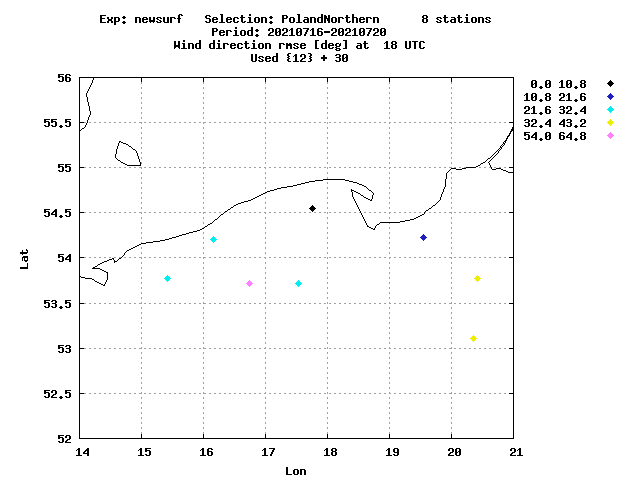 Exp: newsurf Selection: PolandNorthern 8 stations
Period: 20210716-20210720
Wind direction rmse [deg] at 18 UTC
Used {12} + 30
56
55.5
55
54.5
54
53.5
53
52.5
52
Lat
14 15 16 17 18 19 20 21
Lon
0.0 10.8
10.8 21.6
21.6 32.4
32.4 43.2
54.0 64.8